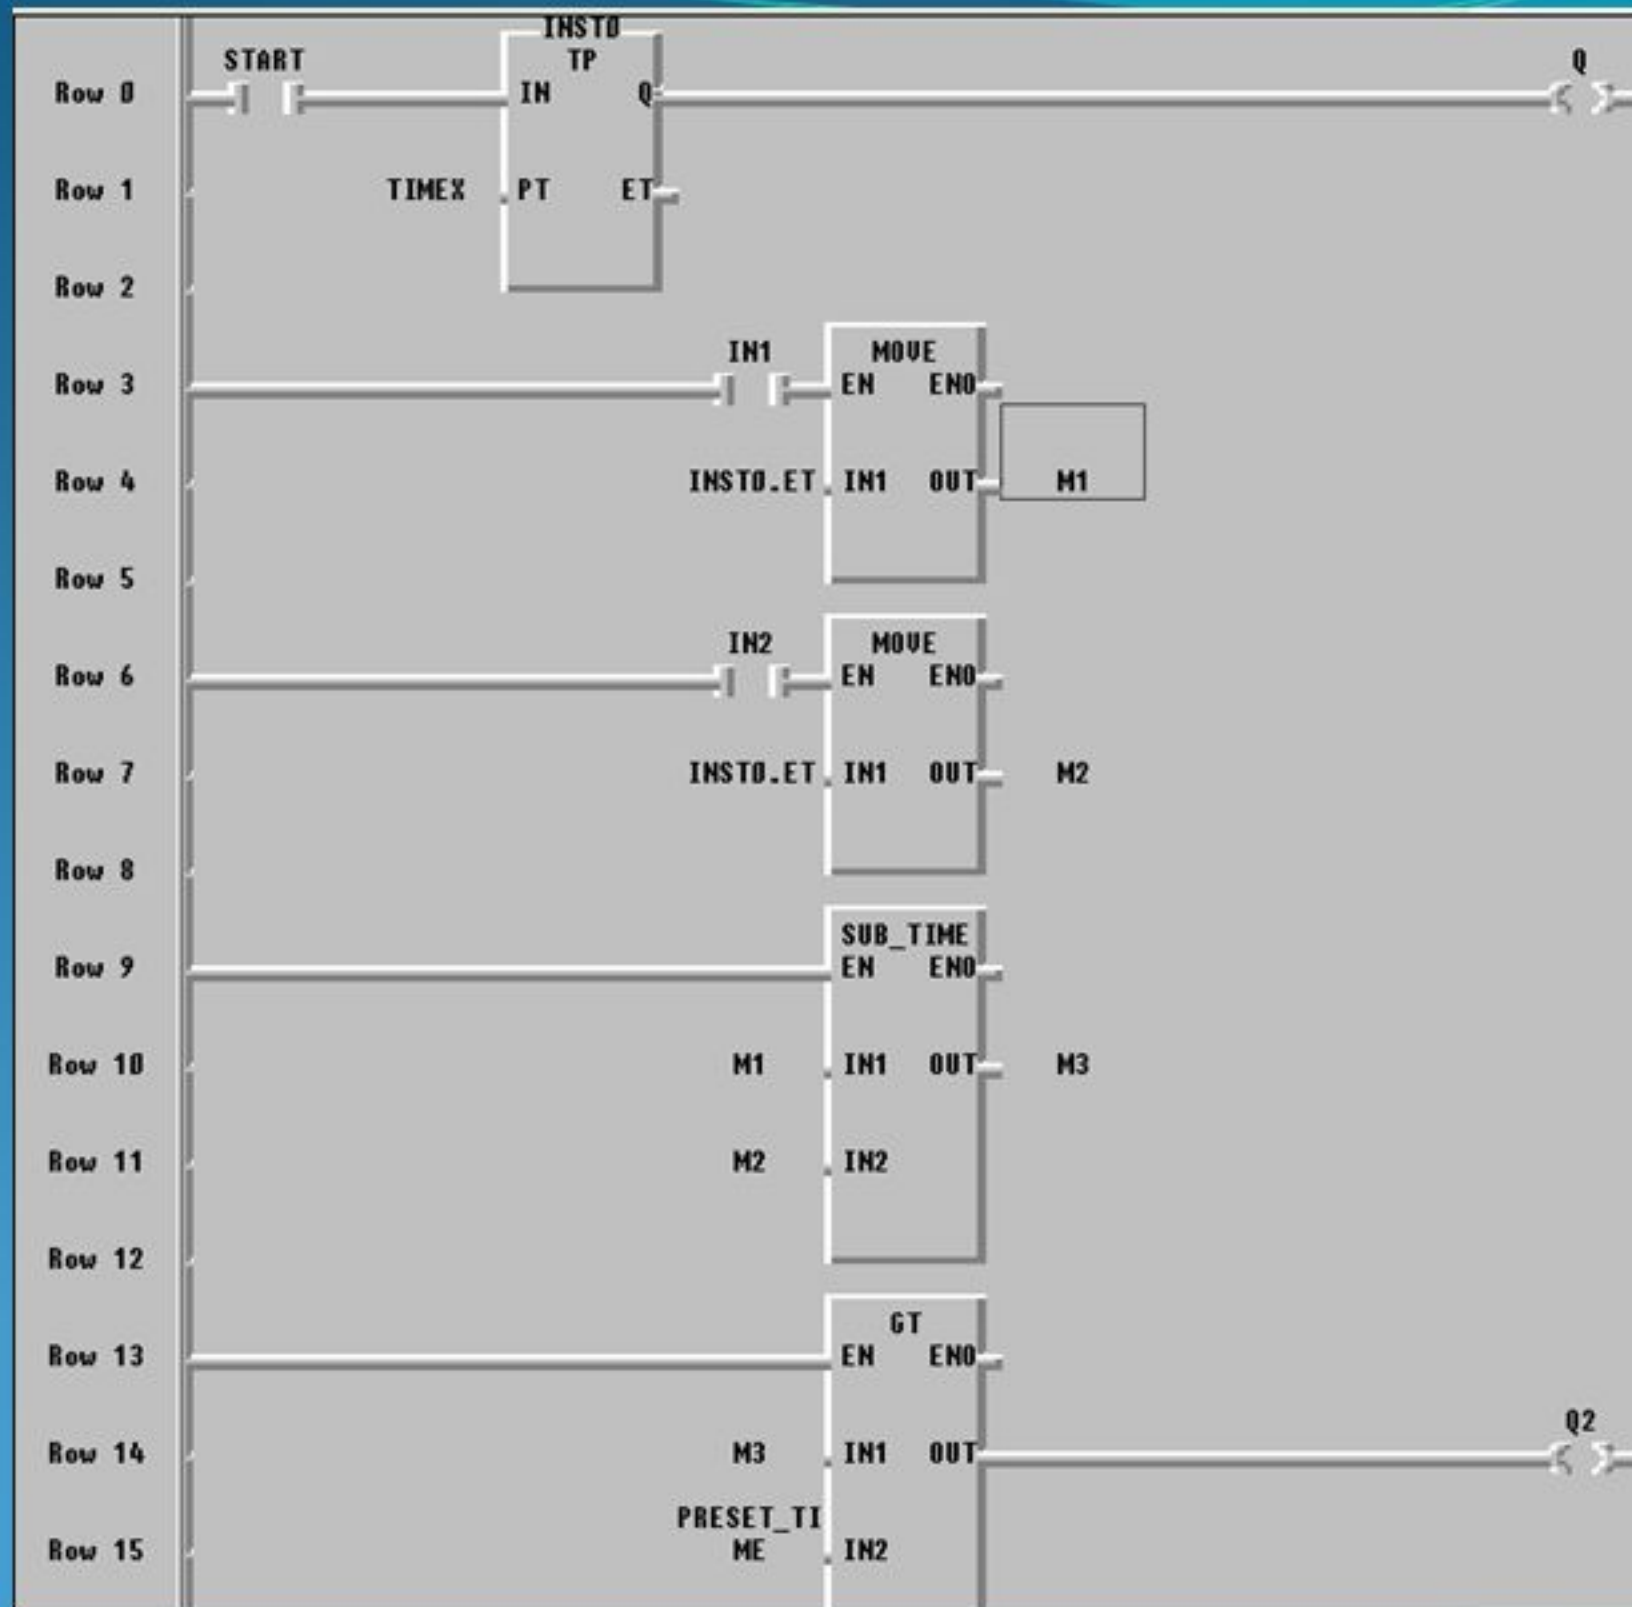 INST0
START TP Q
Row 0 IN Q
Row 1 TIMEX PT ET
Row 2
IN1 MOVE
Row 3 EN ENO
Row 4 INST0.ET IN1 OUT M1
Row 5
IN2 MOVE
Row 6 EN ENO
Row 7 INST0.ET IN1 OUT M2
Row 8
SUB_TIME
Row 9 EN ENO
Row 10 M1 IN1 OUT M3
Row 11 M2 IN2
Row 12
GT
Row 13 EN ENO
Q2
Row 14 M3 IN1 OUT
PRESET_TI
Row 15 ME IN2